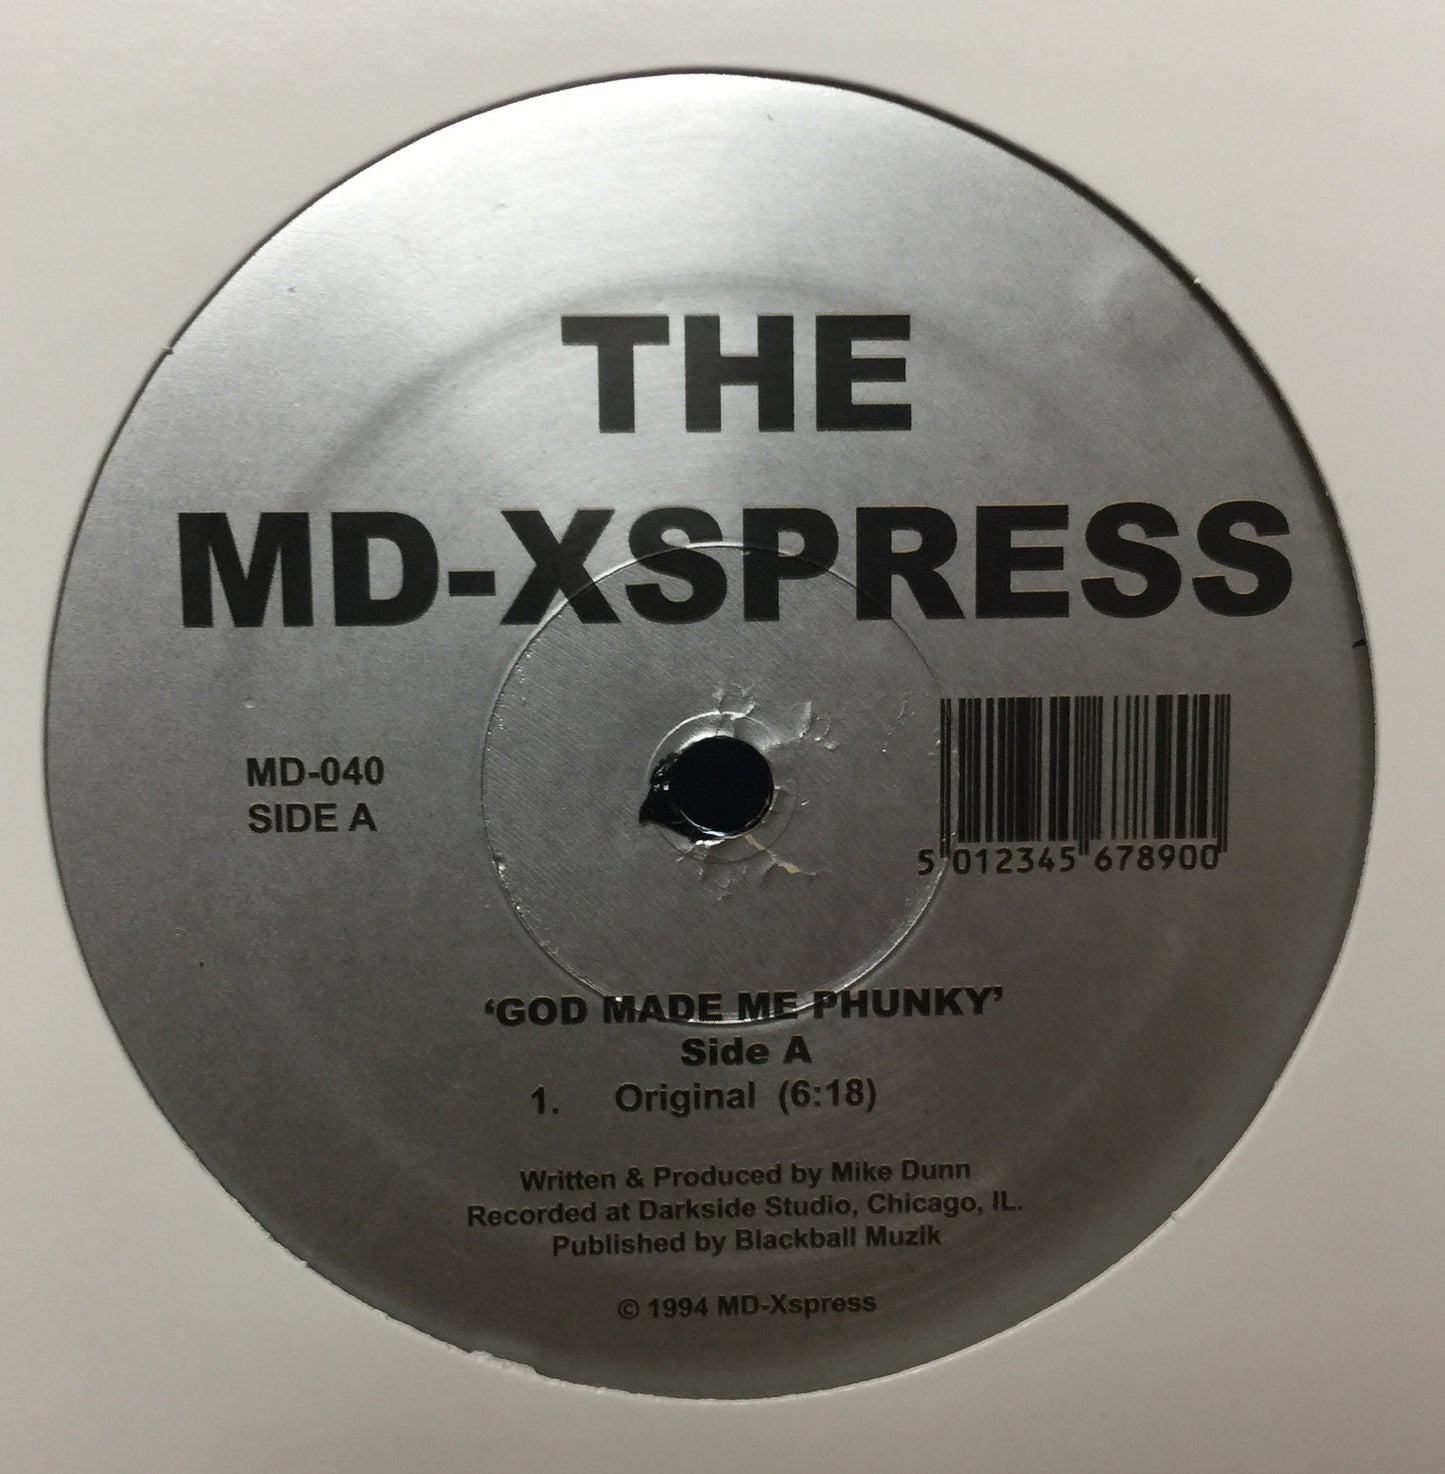 THE
MD-XSPRESS
MD-040
SIDE A
5 012345 678900
‘GOD MADE ME PHUNKY’
Side A
1. Original (6:18)
Written & Produced by Mike Dunn
Recorded at Darkside Studio, Chicago, IL.
Published by Blackball Muzik
© 1994 MD-Xspress